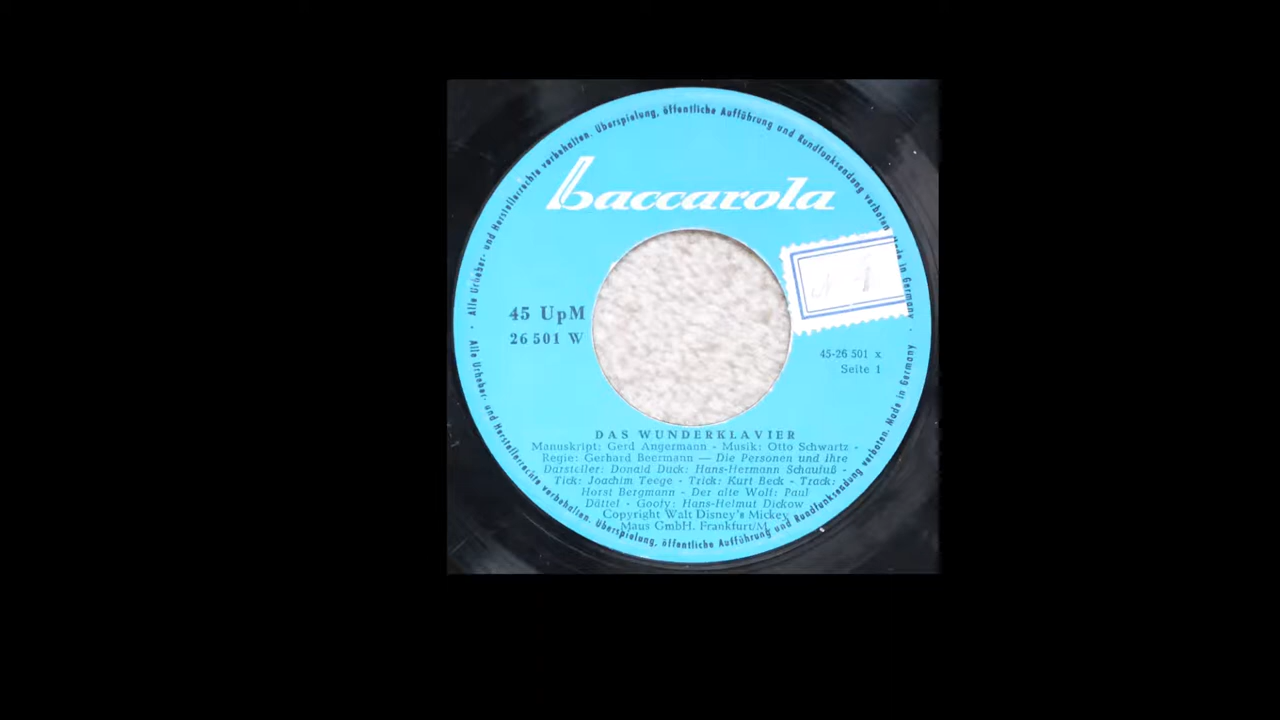 Alle Urheber- und Herstellerrechte vorbehalten. Überspielung, öffentliche Aufführung und Rundfunksendung verboten. Made in Germany ·
baccarola
45 UpM
26 501 W
45-26 501 x
Seite 1
DAS WUNDERKLAVIER
Manuskript: Gerd Angermann - Musik: Otto Schwartz -
Regie: Gerhard Beermann — Die Personen und ihre
Darsteller: Donald Duck: Hans-Hermann Schaufuß -
Tick: Joachim Teege - Trick: Kurt Beck - Track:
Horst Bergmann - Der alte Wolf: Paul
Dättel - Goofy: Hans-Helmut Dickow
Copyright Walt Disney's Mickey
Maus GmbH. Frankfurt/M.
Alle Urheber- und Herstellerrechte vorbehalten. Überspielung, öffentliche Aufführung und Rundfunksendung verboten. Made in Germany ·